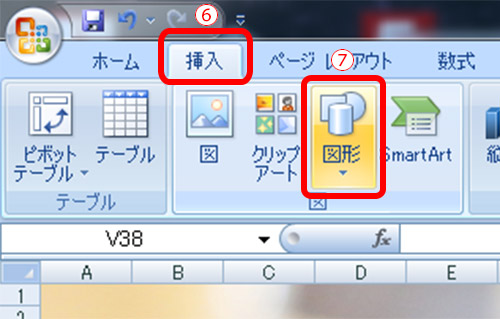 ⑥
ホーム 挿入 ページ レイアウト 数式
⑦
ピボット
テーブル テーブル 図 クリップ
アート 図形 SmartArt 縦
テーブル 図
V38 fx
A B C D E
1
2